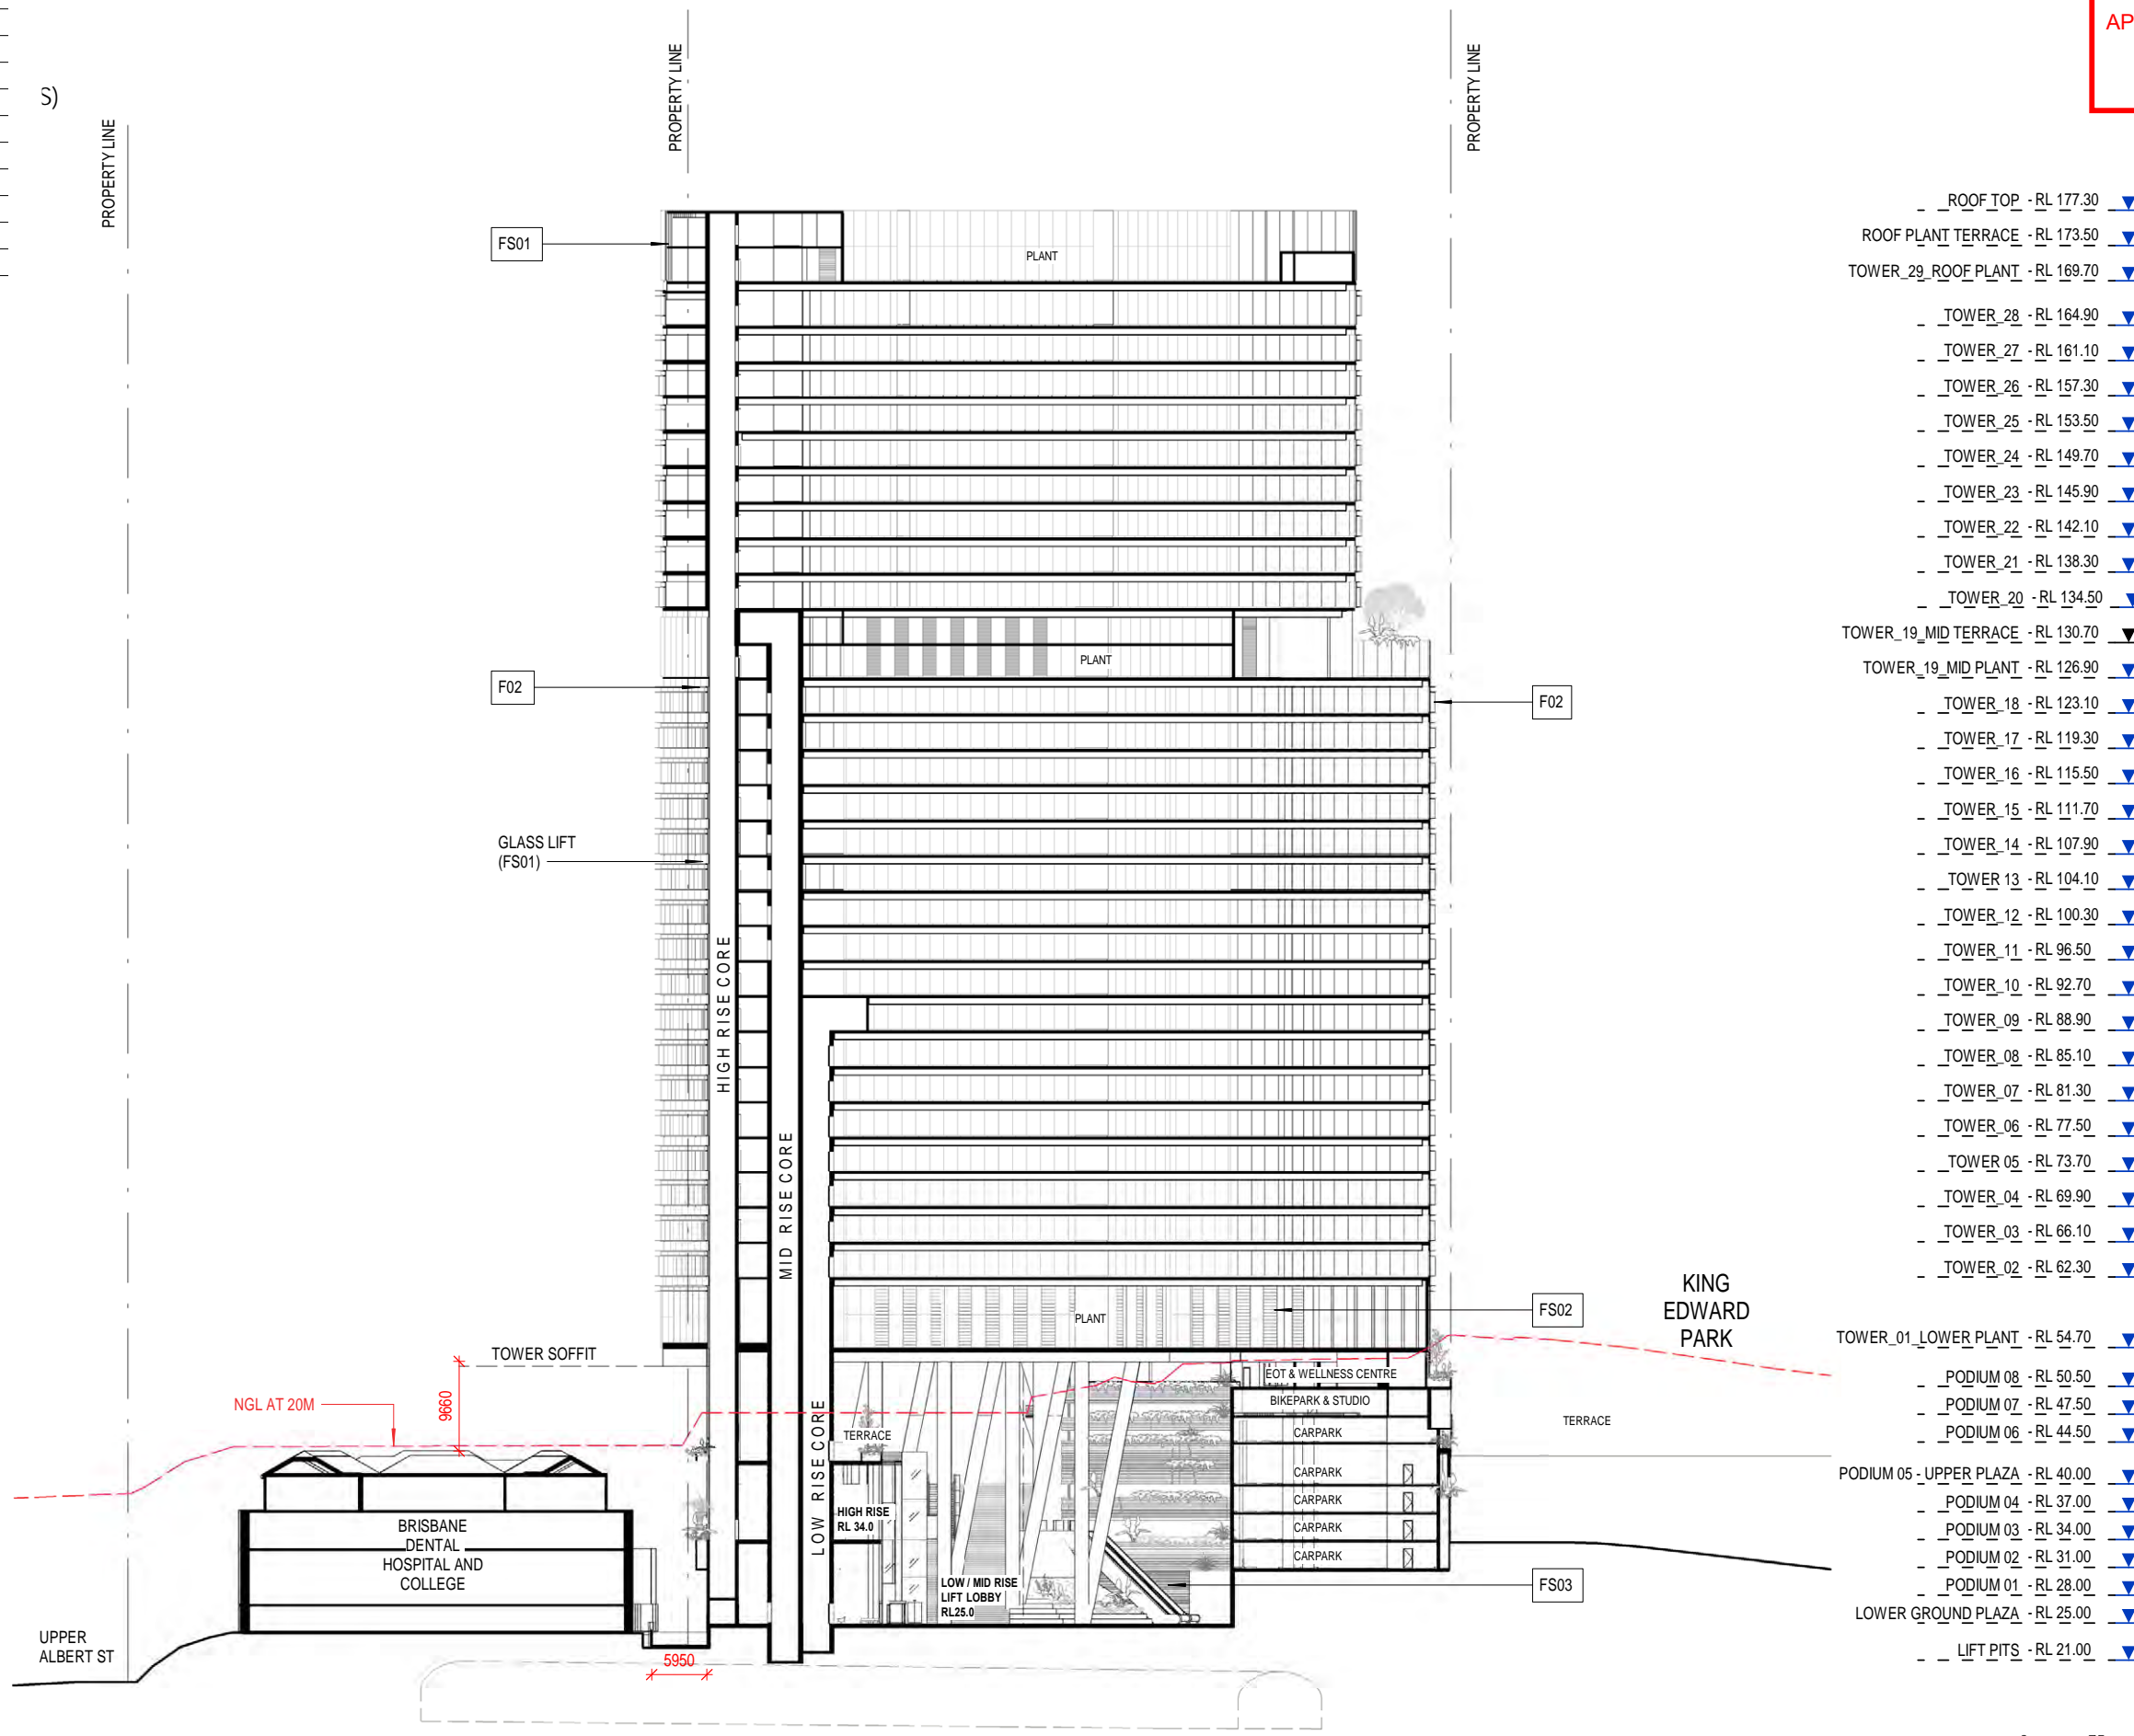 AP
S)
PROPERTY LINE
PROPERTY LINE
PROPERTY LINE
FS01
PLANT
PLANT
F02
F02
GLASS LIFT
(FS01)
HIGH RISE CORE
MID RISE CORE
LOW RISE CORE
PLANT
FS02
KING
EDWARD
PARK
TOWER SOFFIT
9660
NGL AT 20M
EOT & WELLNESS CENTRE
BIKEPARK & STUDIO
CARPARK
CARPARK
CARPARK
CARPARK
CARPARK
TERRACE
TERRACE
HIGH RISE
RL 34.0
LOW / MID RISE
LIFT LOBBY
RL25.0
FS03
BRISBANE
DENTAL
HOSPITAL AND
COLLEGE
UPPER
ALBERT ST
5950
ROOF TOP - RL 177.30
ROOF PLANT TERRACE - RL 173.50
TOWER_29_ROOF PLANT - RL 169.70
TOWER_28 - RL 164.90
TOWER_27 - RL 161.10
TOWER_26 - RL 157.30
TOWER_25 - RL 153.50
TOWER_24 - RL 149.70
TOWER_23 - RL 145.90
TOWER_22 - RL 142.10
TOWER_21 - RL 138.30
TOWER_20 - RL 134.50
TOWER_19_MID TERRACE - RL 130.70
TOWER_19_MID PLANT - RL 126.90
TOWER_18 - RL 123.10
TOWER_17 - RL 119.30
TOWER_16 - RL 115.50
TOWER_15 - RL 111.70
TOWER_14 - RL 107.90
TOWER 13 - RL 104.10
TOWER_12 - RL 100.30
TOWER_11 - RL 96.50
TOWER_10 - RL 92.70
TOWER_09 - RL 88.90
TOWER_08 - RL 85.10
TOWER_07 - RL 81.30
TOWER_06 - RL 77.50
TOWER 05 - RL 73.70
TOWER_04 - RL 69.90
TOWER_03 - RL 66.10
TOWER_02 - RL 62.30
TOWER_01_LOWER PLANT - RL 54.70
PODIUM 08 - RL 50.50
PODIUM 07 - RL 47.50
PODIUM 06 - RL 44.50
PODIUM 05 - UPPER PLAZA - RL 40.00
PODIUM 04 - RL 37.00
PODIUM 03 - RL 34.00
PODIUM 02 - RL 31.00
PODIUM 01 - RL 28.00
LOWER GROUND PLAZA - RL 25.00
LIFT PITS - RL 21.00